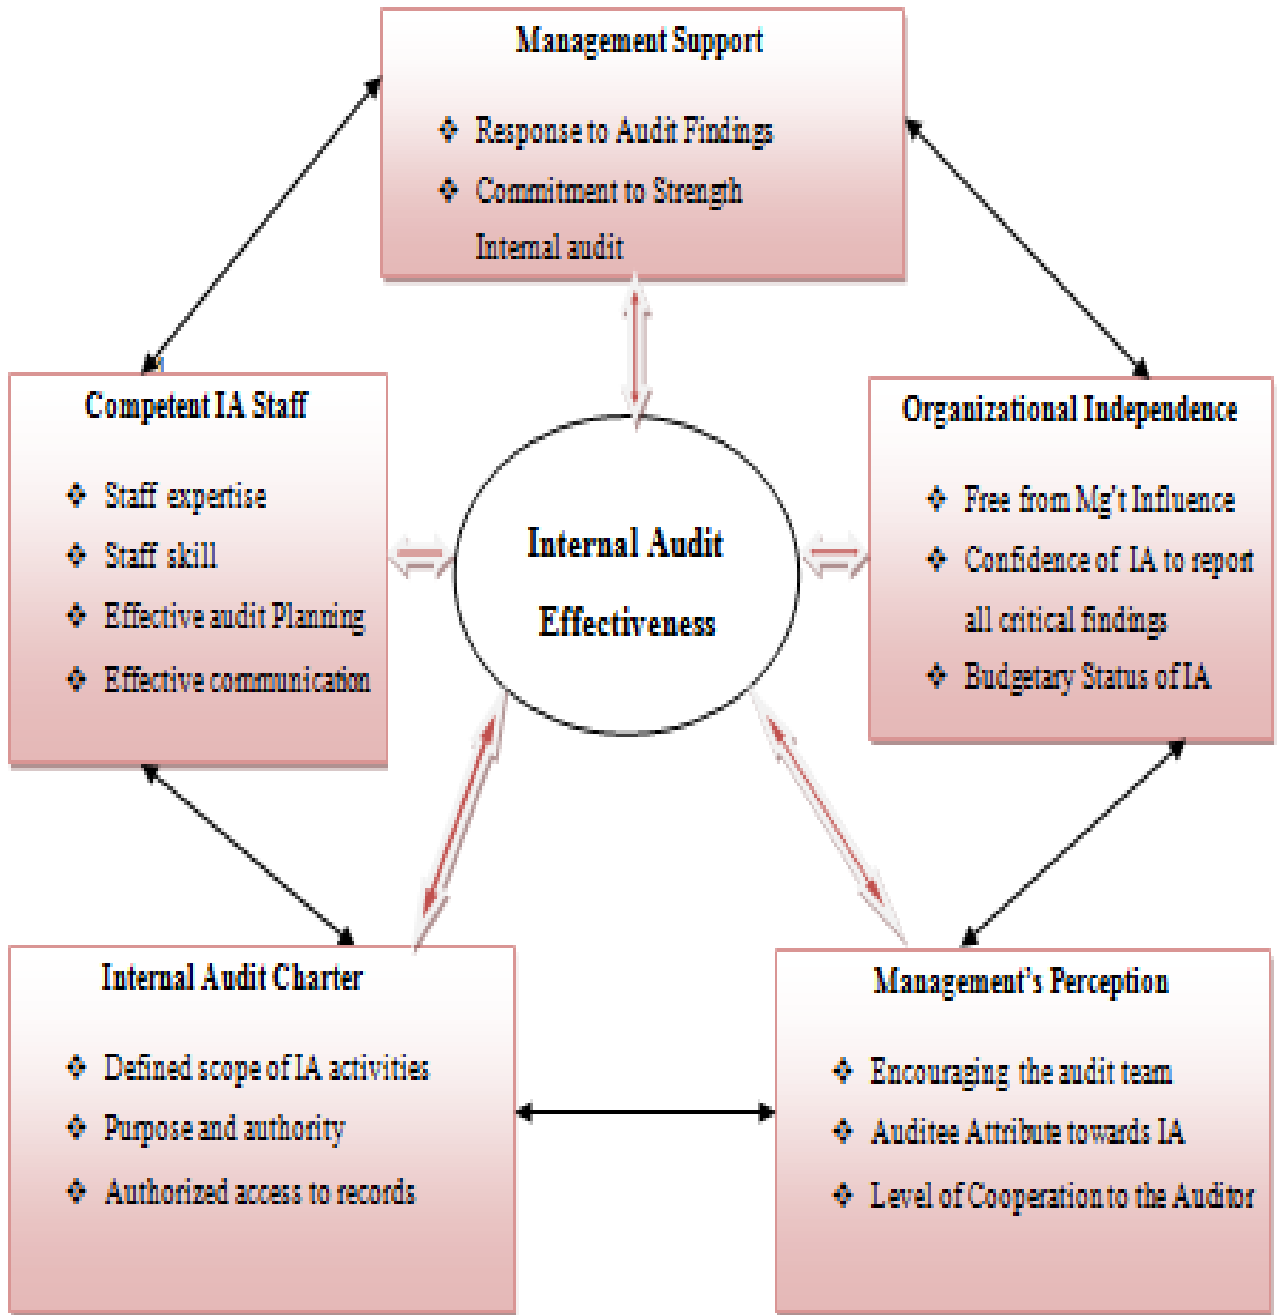 Management Support
❖ Response to Audit Findings
❖ Commitment to Strength
Internal audit
Competent IA Staff
❖ Staff expertise
❖ Staff skill
❖ Effective audit Planning
❖ Effective communication
Internal Audit
Effectiveness
Organizational Independence
❖ Free from Mg't Influence
❖ Confidence of IA to report
all critical findings
❖ Budgetary Status of IA
Internal Audit Charter
❖ Defined scope of IA activities
❖ Purpose and authority
❖ Authorized access to records
Management's Perception
❖ Encouraging the audit team
❖ Auditee Attribute towards IA
❖ Level of Cooperation to the Auditor